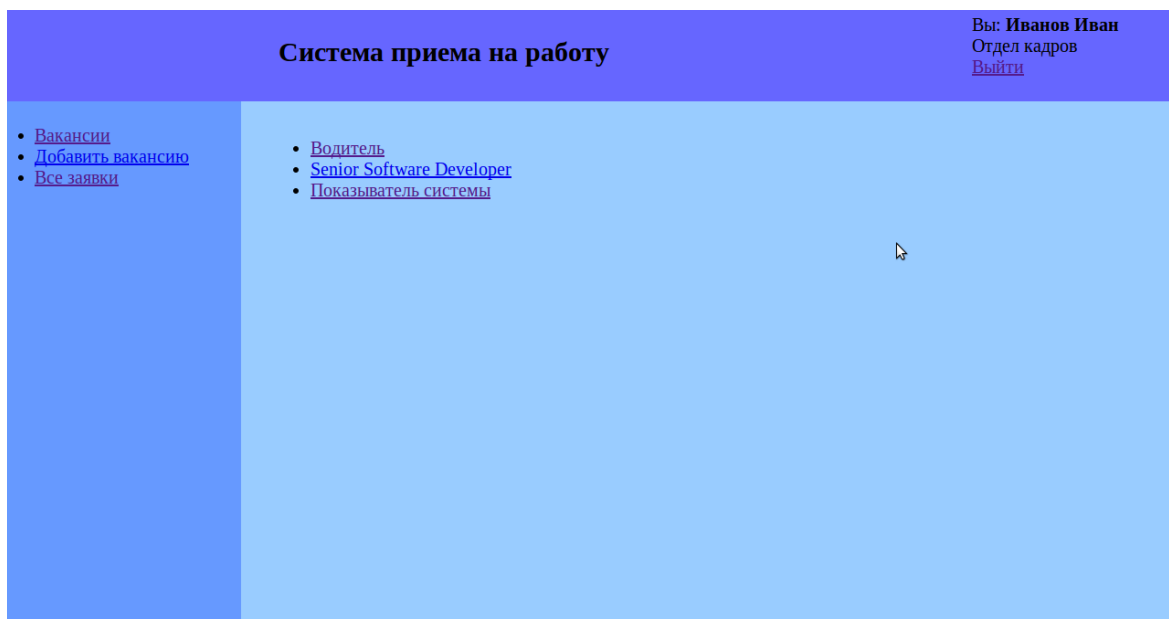 Система приема на работу
Вы: Иванов Иван
Отдел кадров
Выйти
Вакансии
Добавить вакансию
Все заявки
Водитель
Senior Software Developer
Показыватель системы